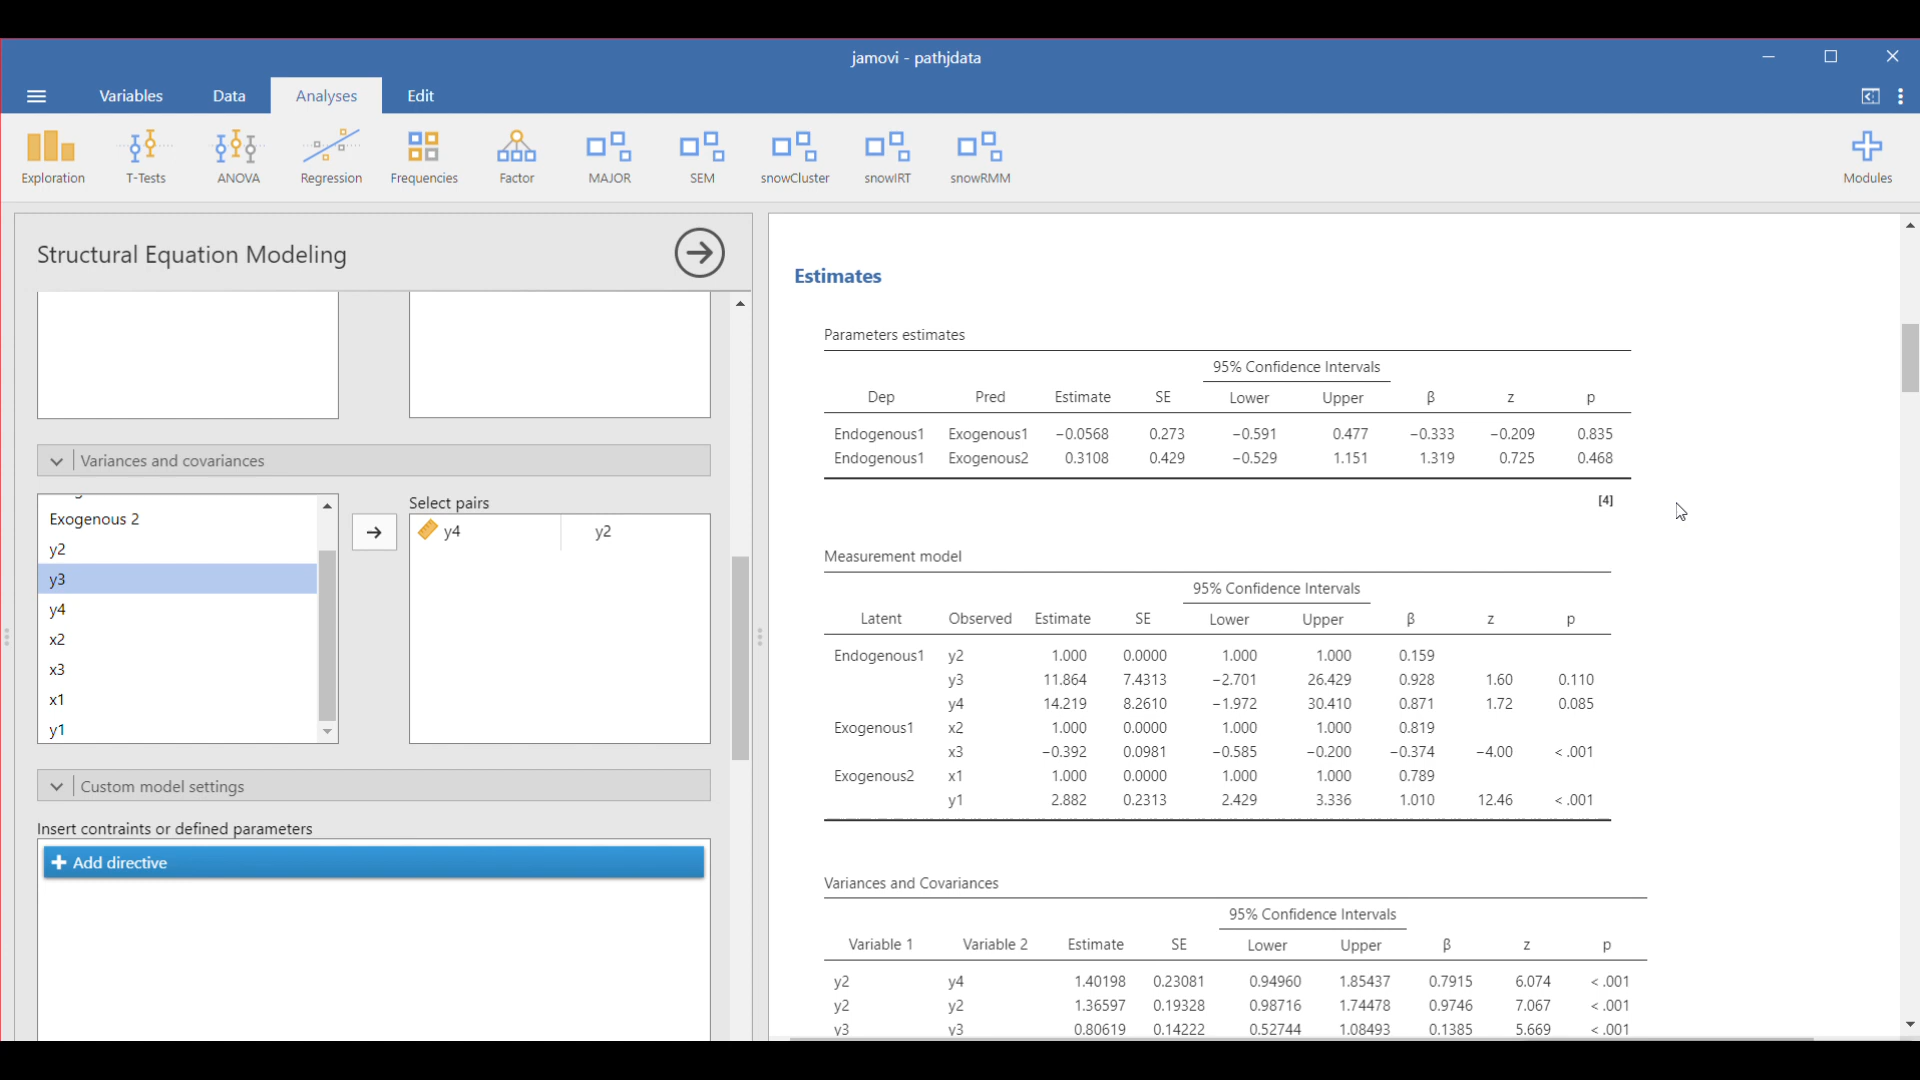 jamovi - pathjdata
Variables Data Analyses Edit
Exploration T-Tests ANOVA Regression Frequencies Factor MAJOR SEM snowCluster snowIRT snowRMM Modules
Structural Equation Modeling
Variances and covariances
Exogenous 2
y2
y3
y4
x2
x3
x1
y1
Select pairs
y4 y2
Custom model settings
Insert contraints or defined parameters
Add directive
Estimates
Parameters estimates
95% Confidence Intervals
Dep Pred Estimate SE Lower Upper β z p
Endogenous1 Exogenous1 −0.0568 0.273 −0.591 0.477 −0.333 −0.209 0.835
Endogenous1 Exogenous2 0.3108 0.429 −0.529 1.151 1.319 0.725 0.468
[4]
Measurement model
95% Confidence Intervals
Latent Observed Estimate SE Lower Upper β z p
Endogenous1 y2 1.000 0.0000 1.000 1.000 0.159
y3 11.864 7.4313 −2.701 26.429 0.928 1.60 0.110
y4 14.219 8.2610 −1.972 30.410 0.871 1.72 0.085
Exogenous1 x2 1.000 0.0000 1.000 1.000 0.819
x3 −0.392 0.0981 −0.585 −0.200 −0.374 −4.00 < .001
Exogenous2 x1 1.000 0.0000 1.000 1.000 0.789
y1 2.882 0.2313 2.429 3.336 1.010 12.46 < .001
Variances and Covariances
95% Confidence Intervals
Variable 1 Variable 2 Estimate SE Lower Upper β z p
y2 y4 1.40198 0.23081 0.94960 1.85437 0.7915 6.074 < .001
y2 y2 1.36597 0.19328 0.98716 1.74478 0.9746 7.067 < .001
y3 y3 0.80619 0.14222 0.52744 1.08493 0.1385 5.669 < .001